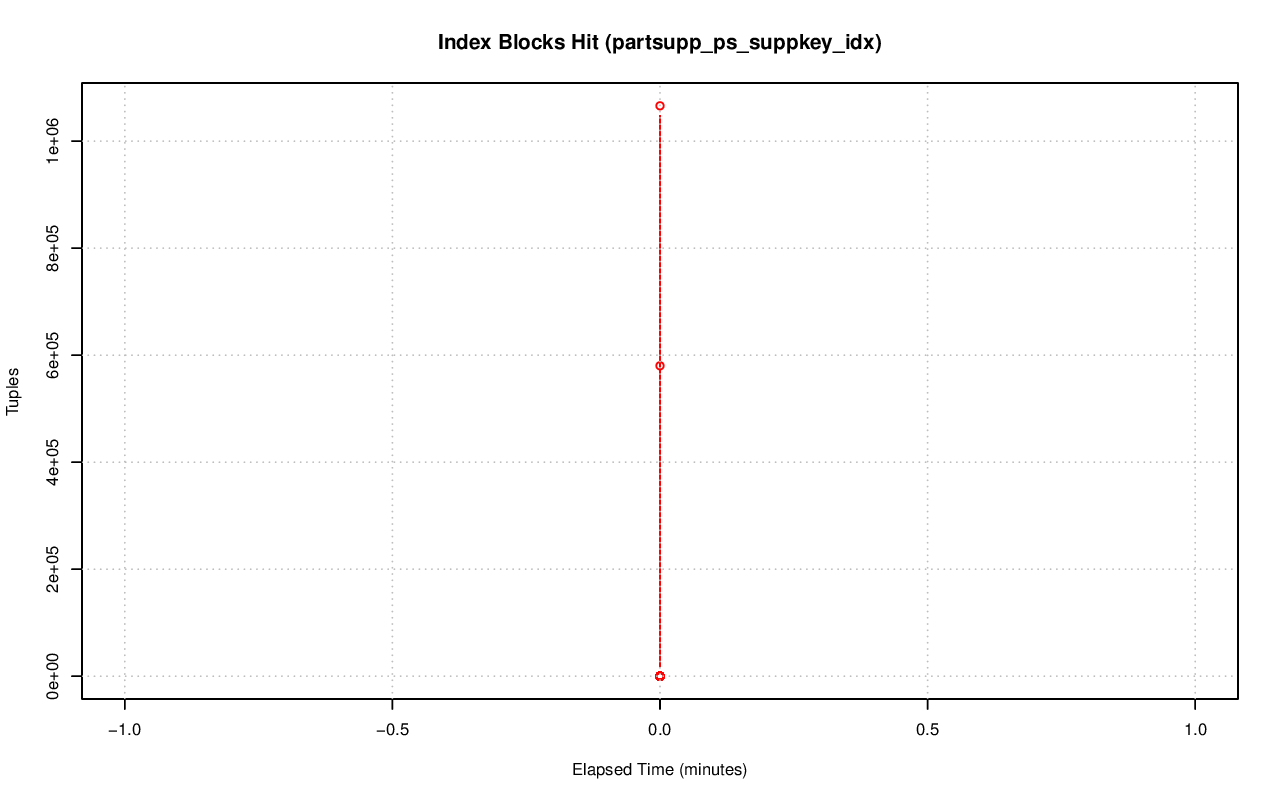 Index Blocks Hit (partsupp_ps_suppkey_idx)
1e+06
8e+05
6e+05
4e+05
2e+05
0e+00
Tuples
−1.0
−0.5
0.0
0.5
1.0
Elapsed Time (minutes)